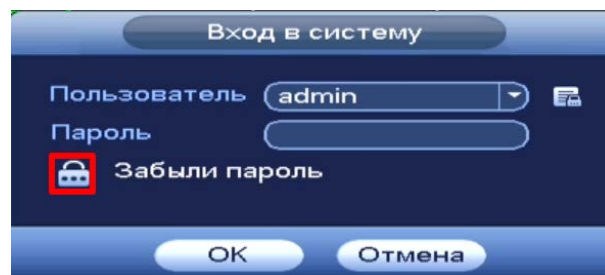 Вход в систему
Пользователь admin
Пароль
Забыли пароль
OK Отмена